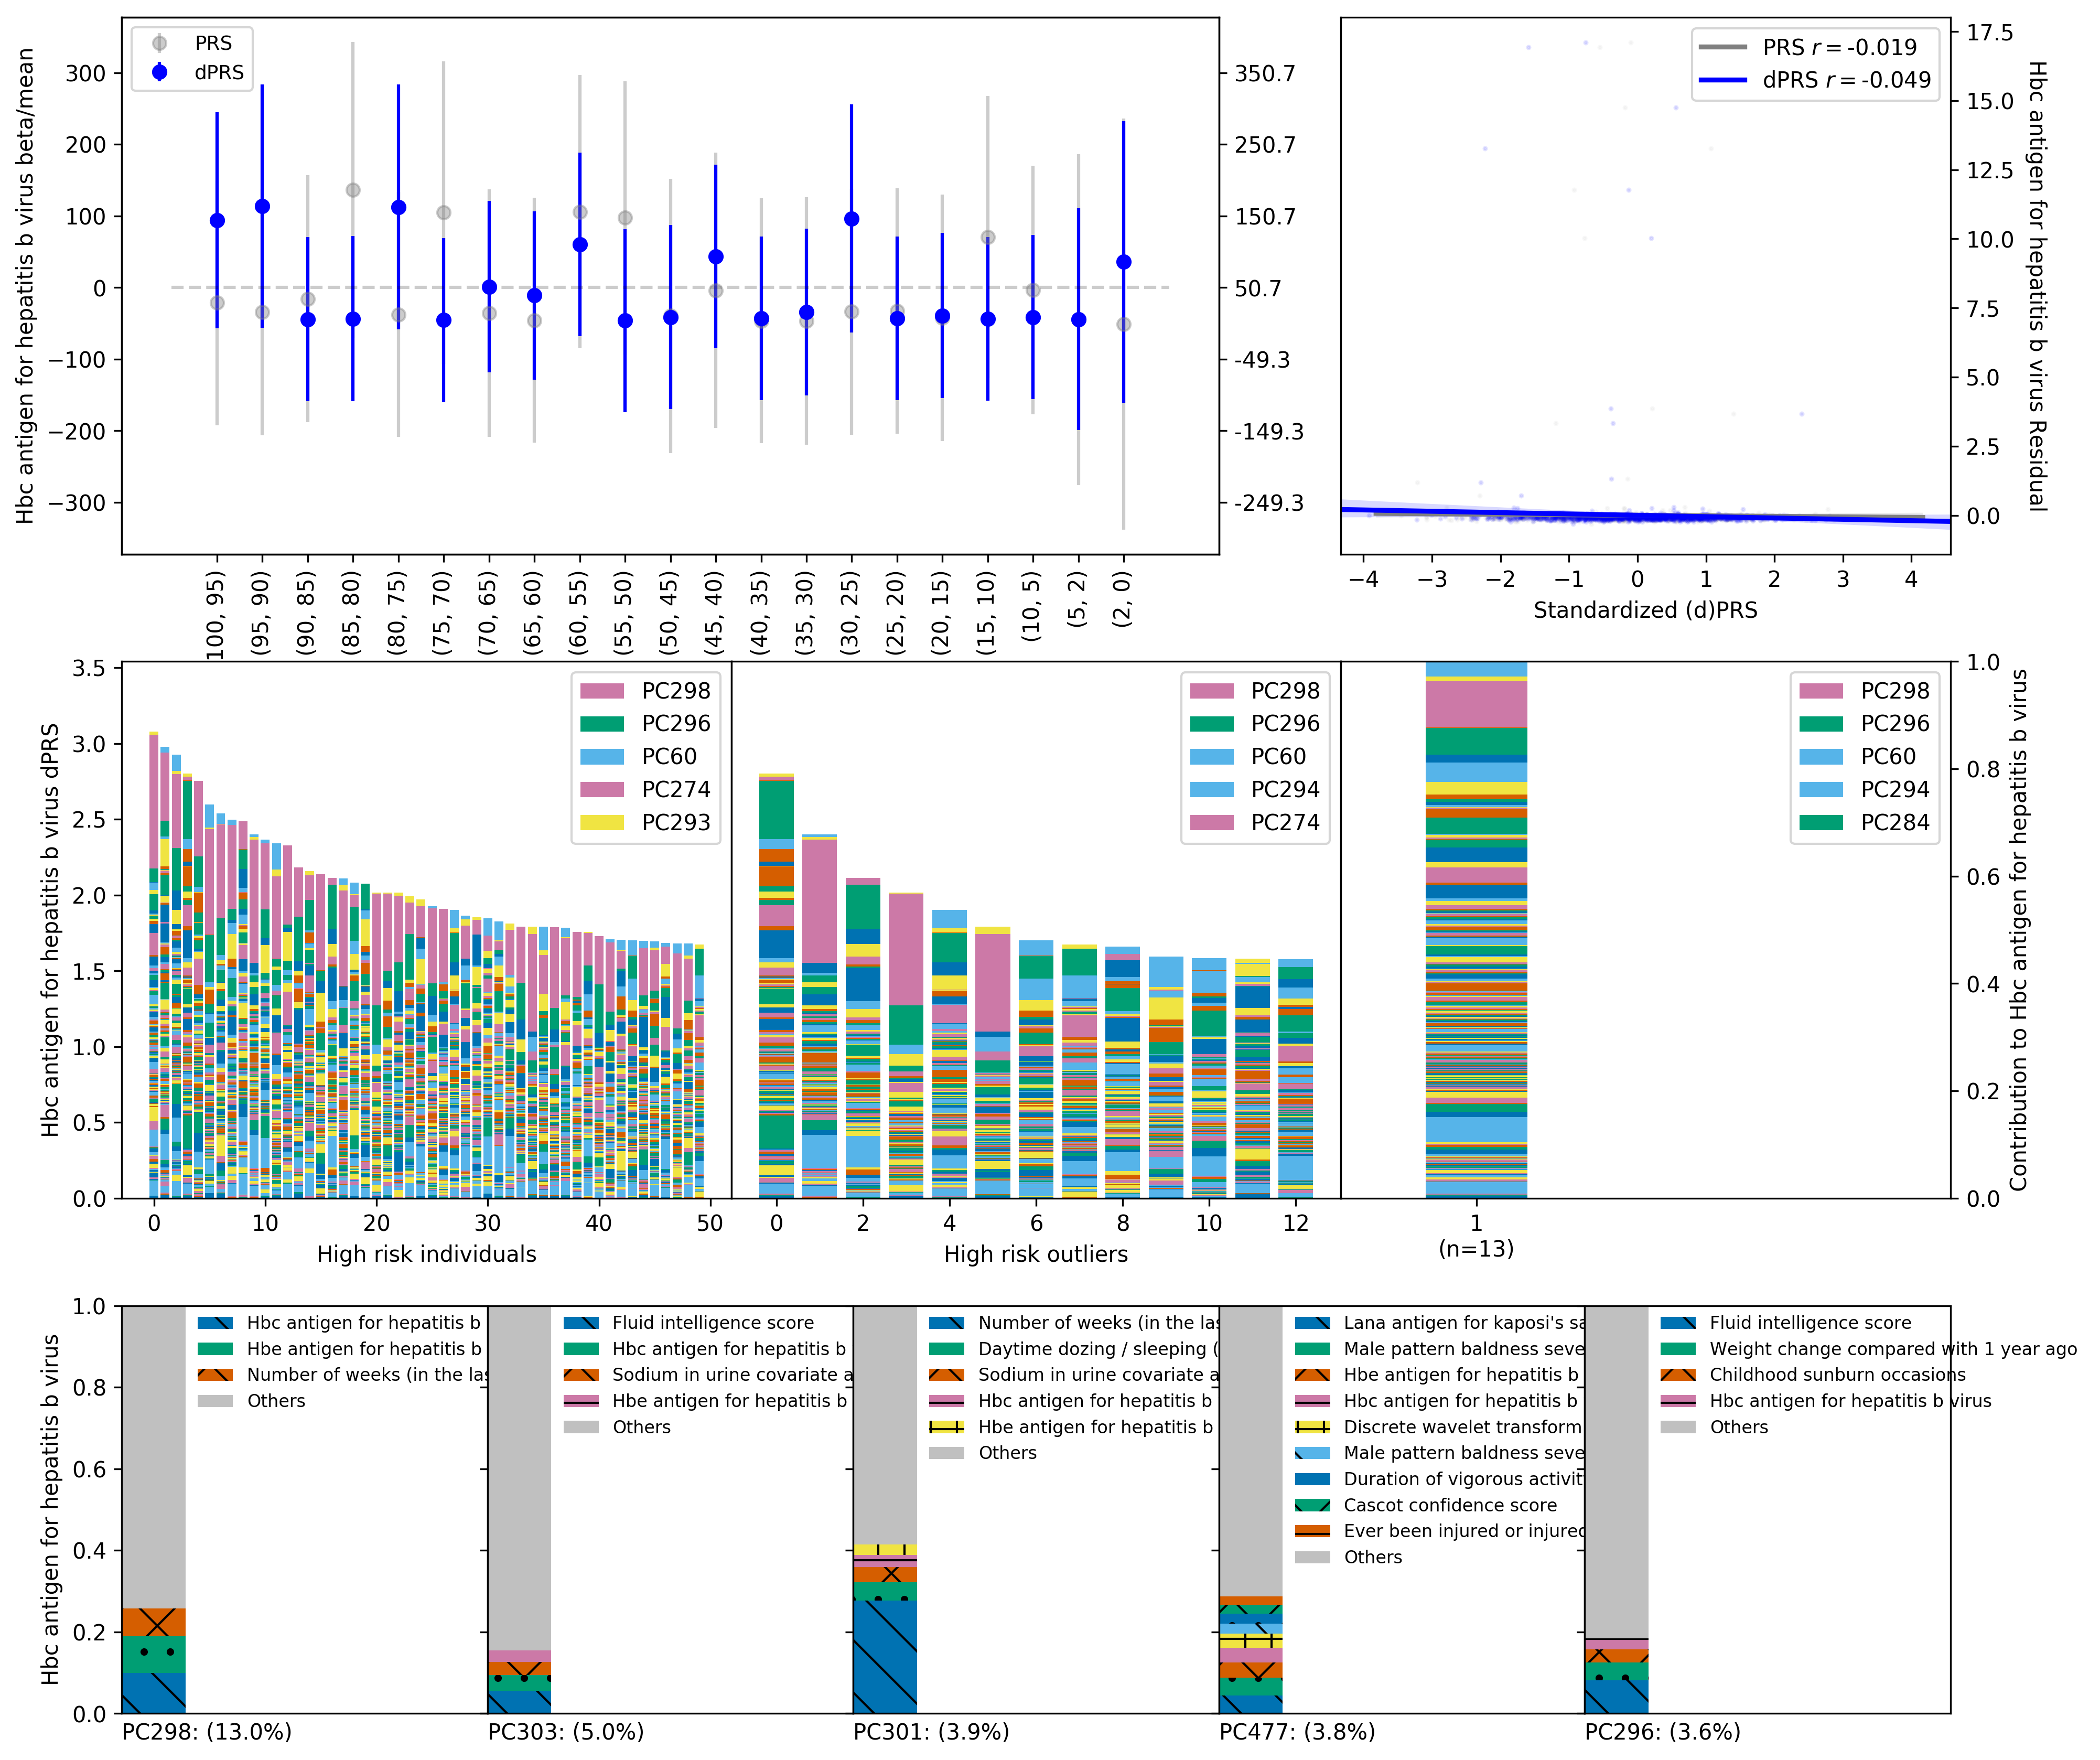 Hbc antigen for hepatitis b virus beta/mean
300
200
100
0
−100
−200
−300
PRS
dPRS
350.7
250.7
150.7
50.7
-49.3
-149.3
-249.3
100, 95)
(95, 90)
(90, 85)
(85, 80)
(80, 75)
(75, 70)
(70, 65)
(65, 60)
(60, 55)
(55, 50)
(50, 45)
(45, 40)
(40, 35)
(35, 30)
(30, 25)
(25, 20)
(20, 15)
(15, 10)
(10, 5)
(5, 2)
(2, 0)
PRS r = -0.019
dPRS r = -0.049
17.5
15.0
12.5
10.0
7.5
5.0
2.5
0.0
Hbc antigen for hepatitis b virus Residual
−4 −3 −2 −1 0 1 2 3 4
Standardized (d)PRS
Hbc antigen for hepatitis b virus dPRS
3.5
3.0
2.5
2.0
1.5
1.0
0.5
0.0
PC298
PC296
PC60
PC274
PC293
0 10 20 30 40 50
High risk individuals
PC298
PC296
PC60
PC294
PC274
0 2 4 6 8 10 12
High risk outliers
PC298
PC296
PC60
PC294
PC284
1
(n=13)
1.0
0.8
0.6
0.4
0.2
0.0
Contribution to Hbc antigen for hepatitis b virus
Hbc antigen for hepatitis b virus
1.0
0.8
0.6
0.4
0.2
0.0
Hbc antigen for hepatitis b
Hbe antigen for hepatitis b
Number of weeks (in the las
Others
PC298: (13.0%)
Fluid intelligence score
Hbc antigen for hepatitis b
Sodium in urine covariate a
Hbe antigen for hepatitis b
Others
PC303: (5.0%)
Number of weeks (in the las
Daytime dozing / sleeping (
Sodium in urine covariate a
Hbc antigen for hepatitis b
Hbe antigen for hepatitis b
Others
PC301: (3.9%)
Lana antigen for kaposi's sa
Male pattern baldness seve
Hbe antigen for hepatitis b
Hbc antigen for hepatitis b
Discrete wavelet transform
Male pattern baldness seve
Duration of vigorous activit
Cascot confidence score
Ever been injured or injured
Others
PC477: (3.8%)
Fluid intelligence score
Weight change compared with 1 year ago
Childhood sunburn occasions
Hbc antigen for hepatitis b virus
Others
PC296: (3.6%)